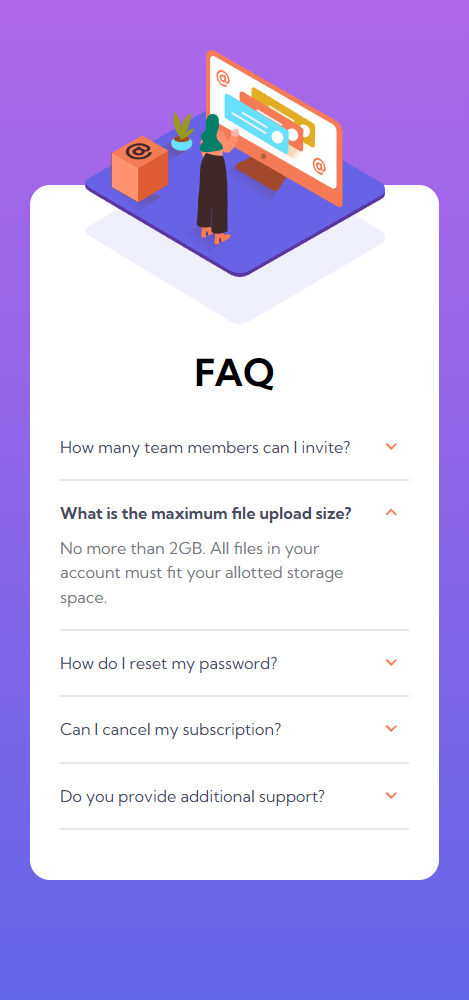 FAQ
How many team members can I invite?
What is the maximum file upload size?
No more than 2GB. All files in your
account must fit your allotted storage
space.
How do I reset my password?
Can I cancel my subscription?
Do you provide additional support?